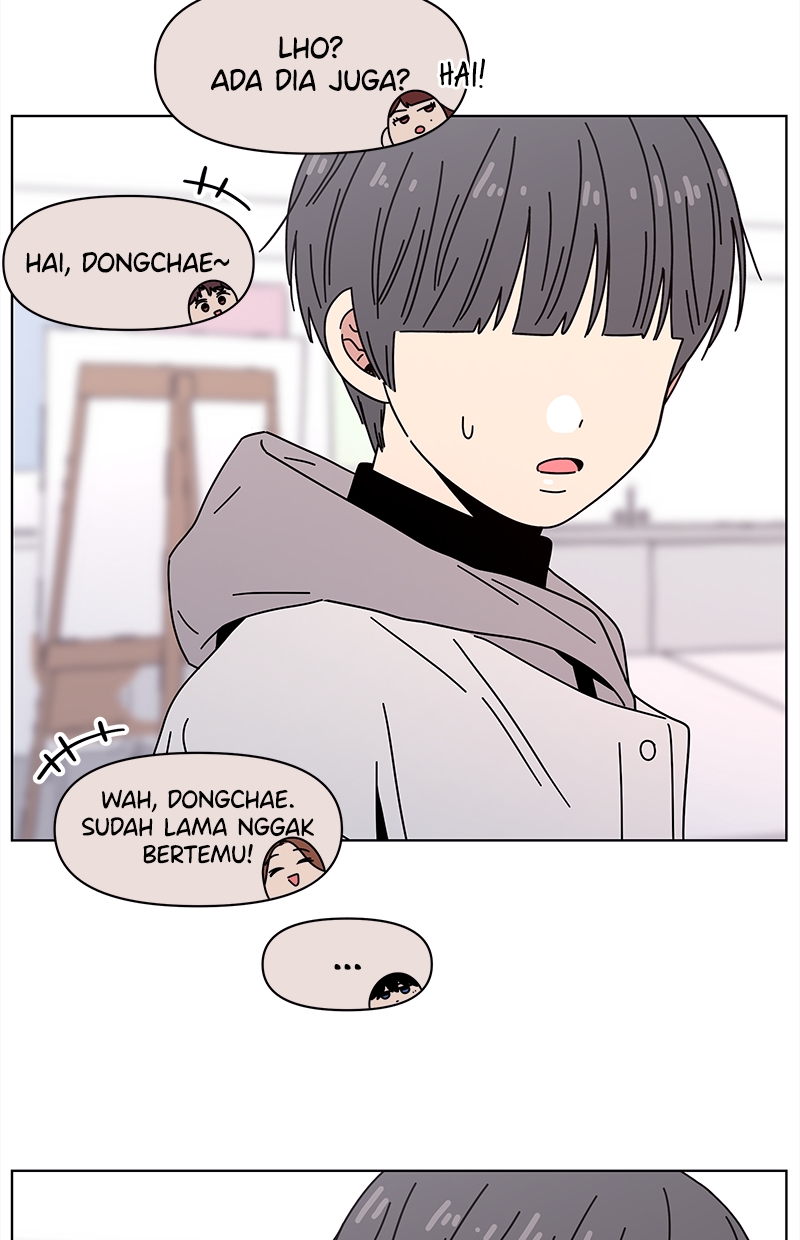 LHO?
ADA DIA JUGA?
HAI!
HAI, DONGCHAE~
WAH, DONGCHAE.
SUDAH LAMA NGGAK
BERTEMU!
...